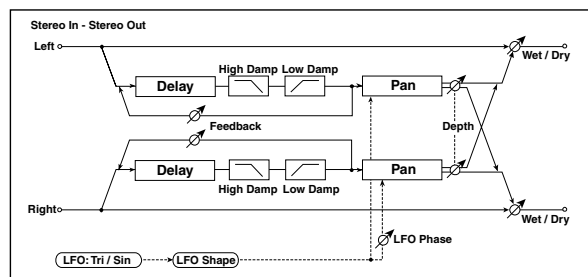 Stereo In - Stereo Out
Left
Wet / Dry
High Damp Low Damp
Delay
Pan
Feedback
Depth
Delay
Pan
High Damp Low Damp
Right
Wet / Dry
LFO Phase
LFO: Tri / Sin
LFO Shape